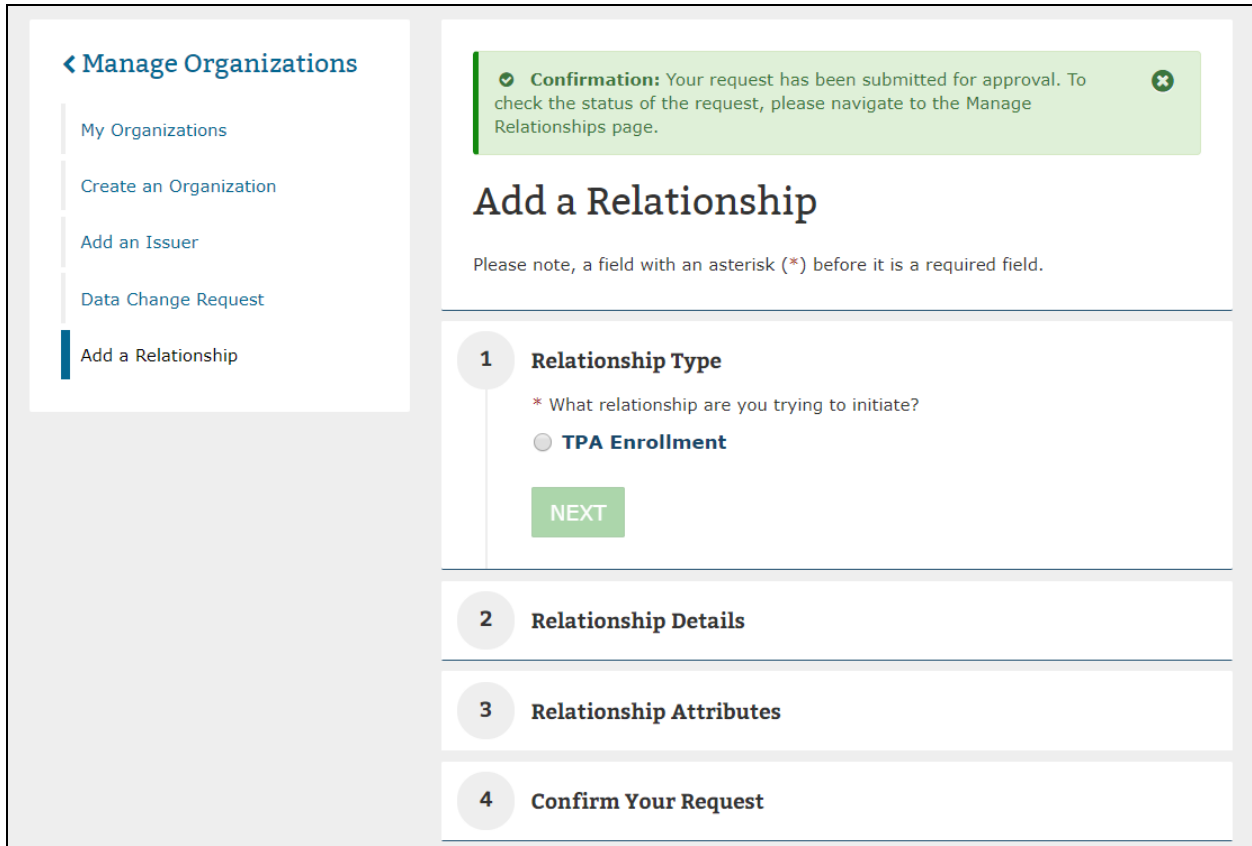 Manage Organizations
My Organizations
Create an Organization
Add an Issuer
Data Change Request
Add a Relationship
Confirmation: Your request has been submitted for approval. To
check the status of the request, please navigate to the Manage
Relationships page.
Add a Relationship
Please note, a field with an asterisk (*) before it is a required field.
1 Relationship Type
* What relationship are you trying to initiate?
TPA Enrollment
NEXT
2 Relationship Details
3 Relationship Attributes
4 Confirm Your Request